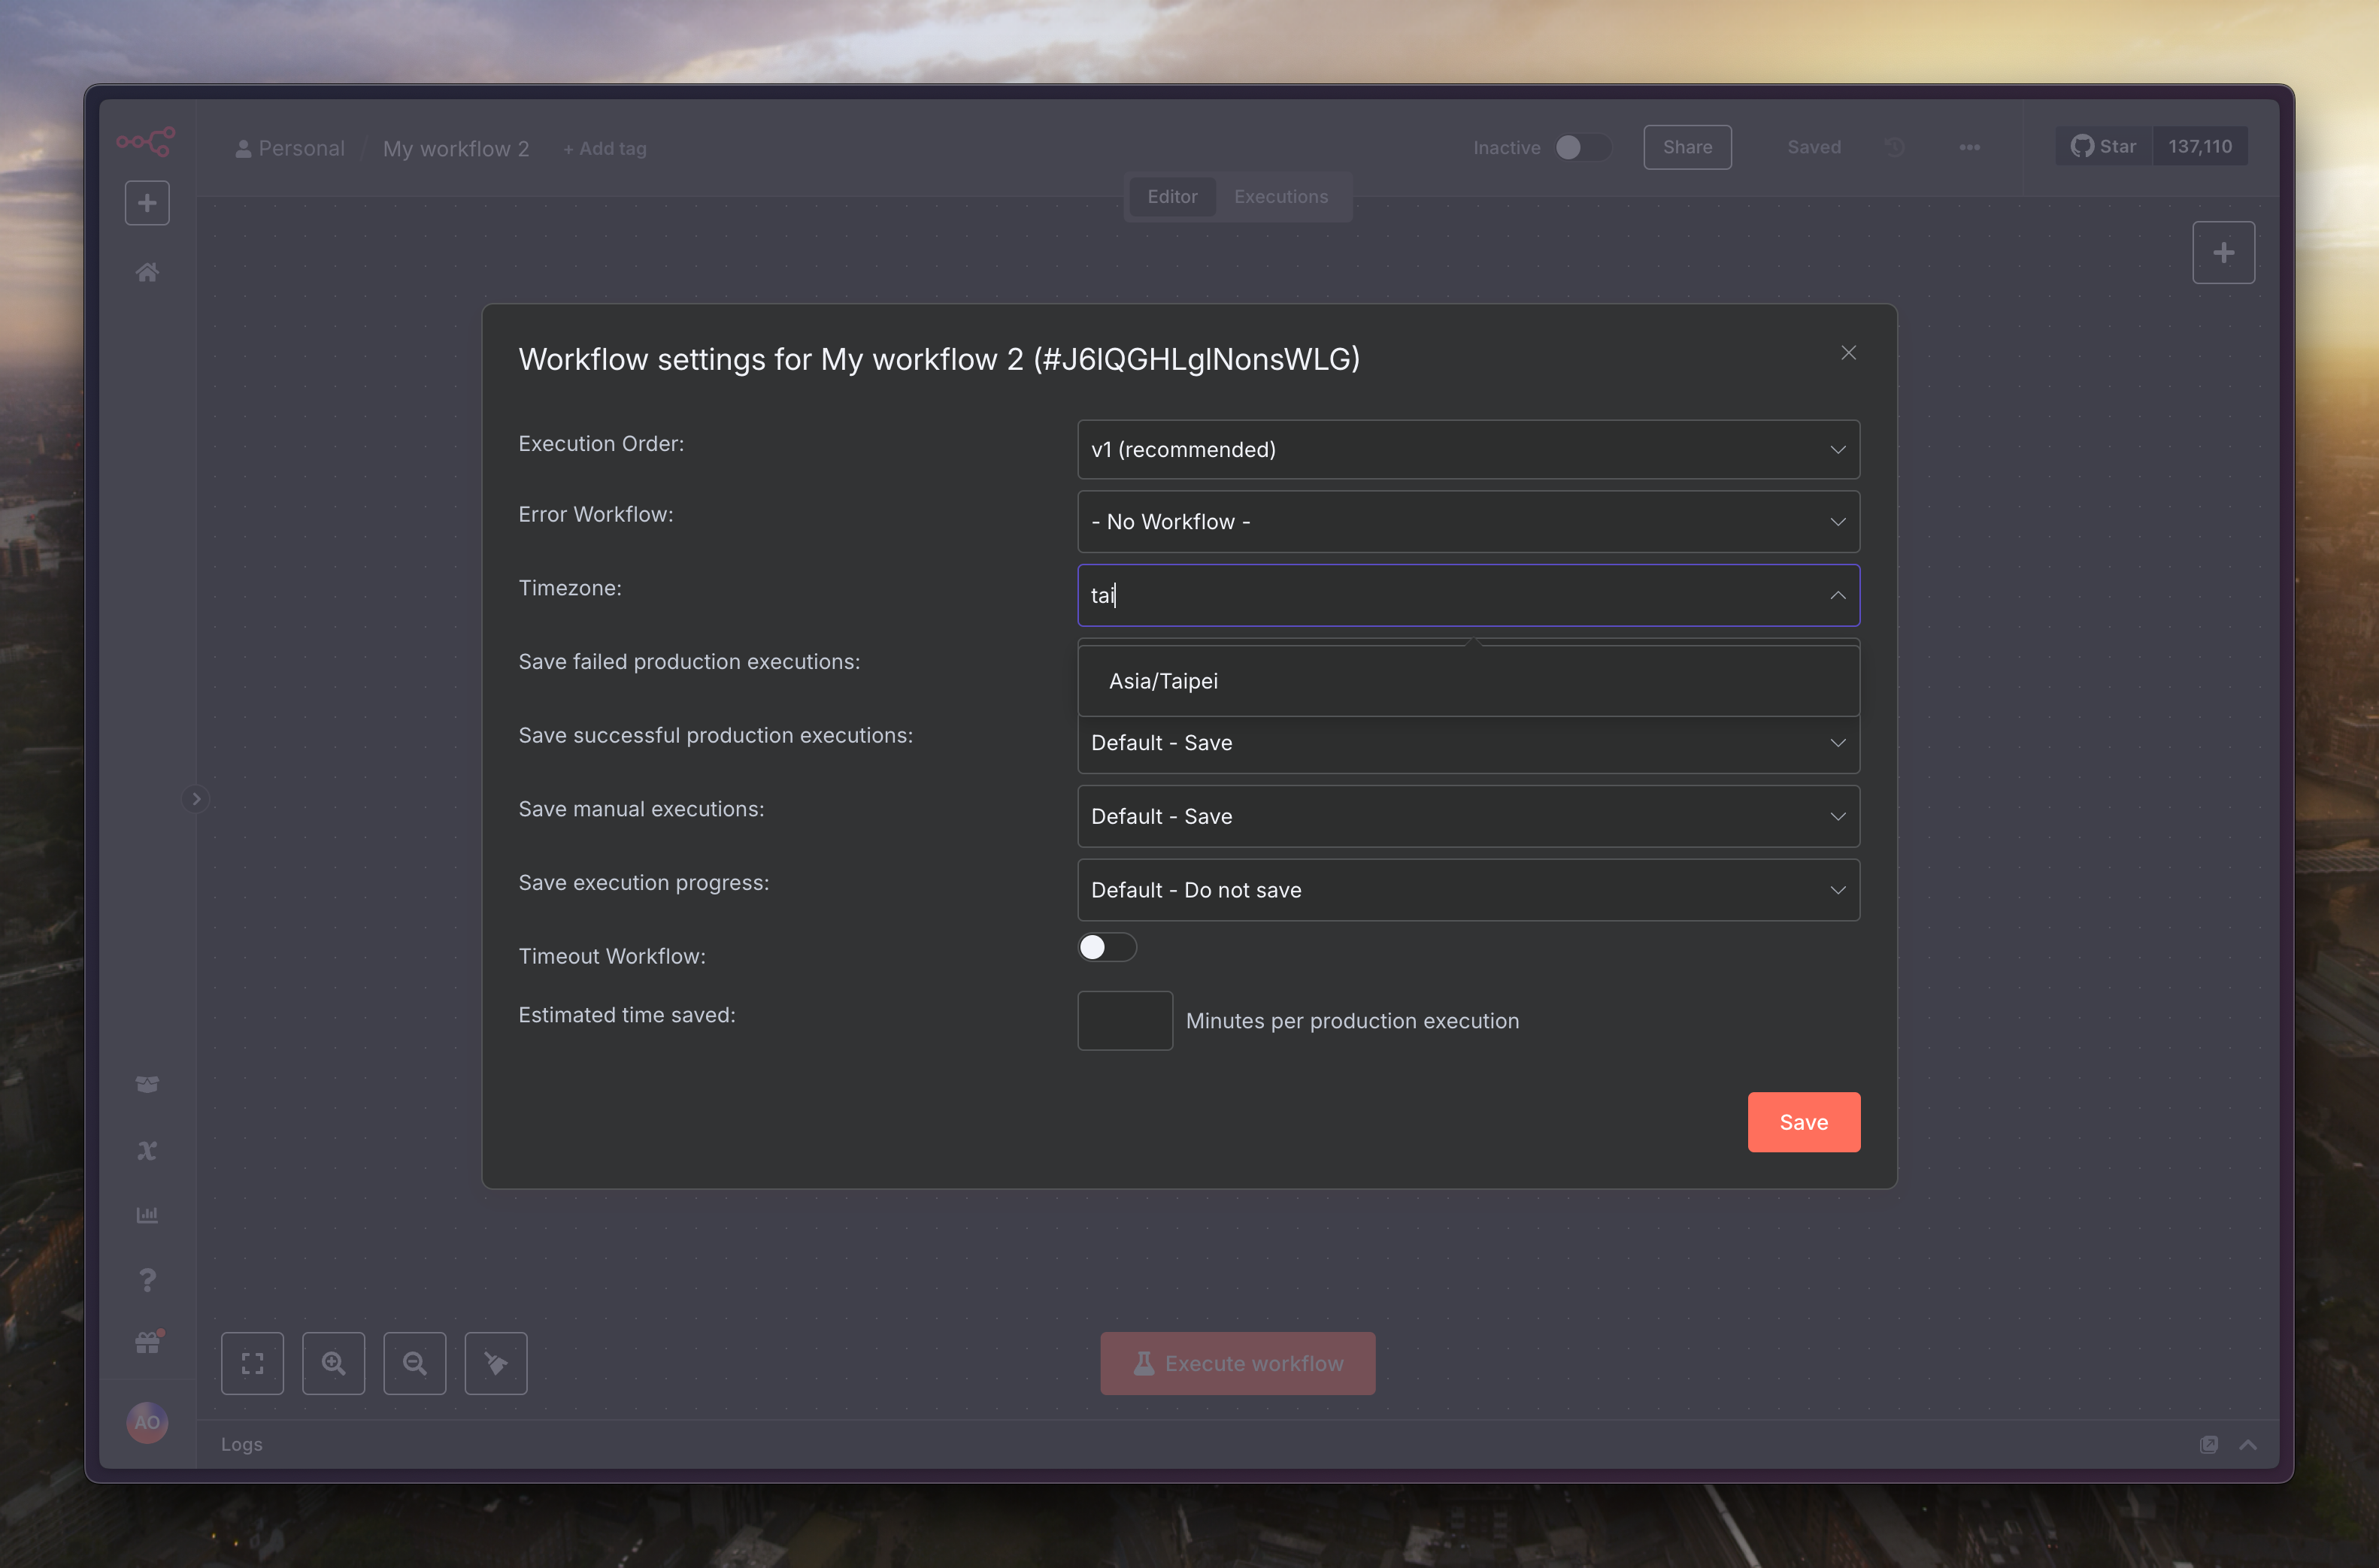 Personal / My workflow 2 + Add tag
Inactive Share Saved Star 137,110
Editor Executions
Workflow settings for My workflow 2 (#J6lQGHLglNonsWLG)
Execution Order: v1 (recommended)
Error Workflow: - No Workflow -
Timezone: tai
Save failed production executions:
Asia/Taipei
Save successful production executions: Default - Save
Save manual executions: Default - Save
Save execution progress: Default - Do not save
Timeout Workflow:
Estimated time saved: Minutes per production execution
Save
Execute workflow
AO
Logs